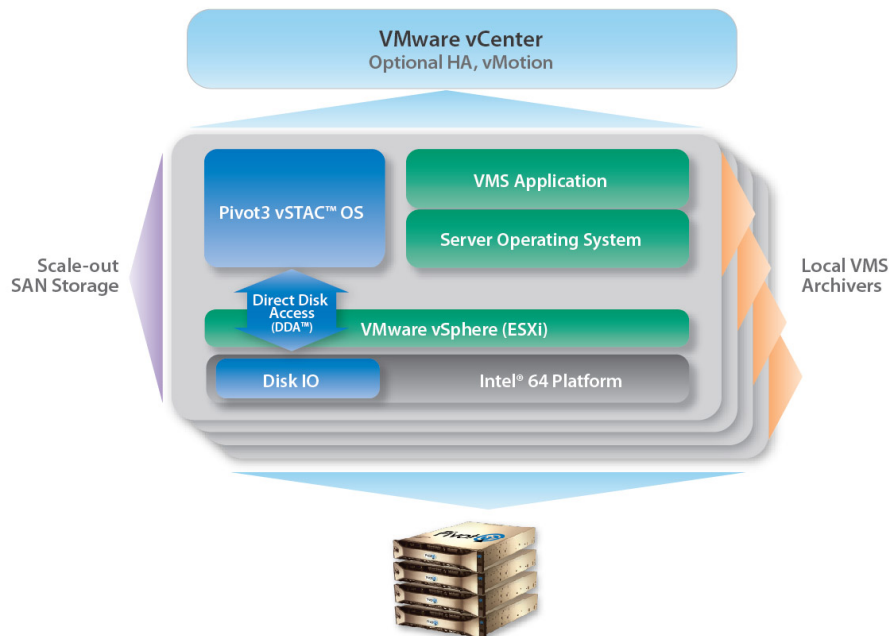 VMware vCenter
Optional HA, vMotion
Pivot3 vSTAC™ OS
VMS Application
Server Operating System
Scale-out
SAN Storage
Local VMS
Archivers
Direct Disk
Access
(DDA™)
VMware vSphere (ESXi)
Disk IO
Intel® 64 Platform
Pivot3